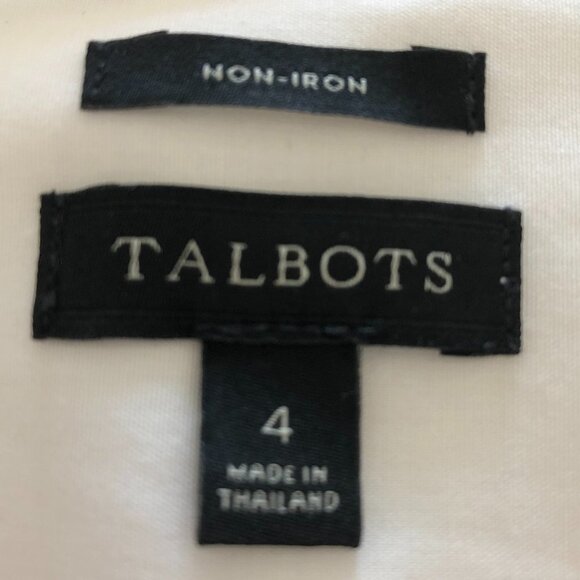 NON-IRON
TALBOTS
4
MADE IN
THAILAND